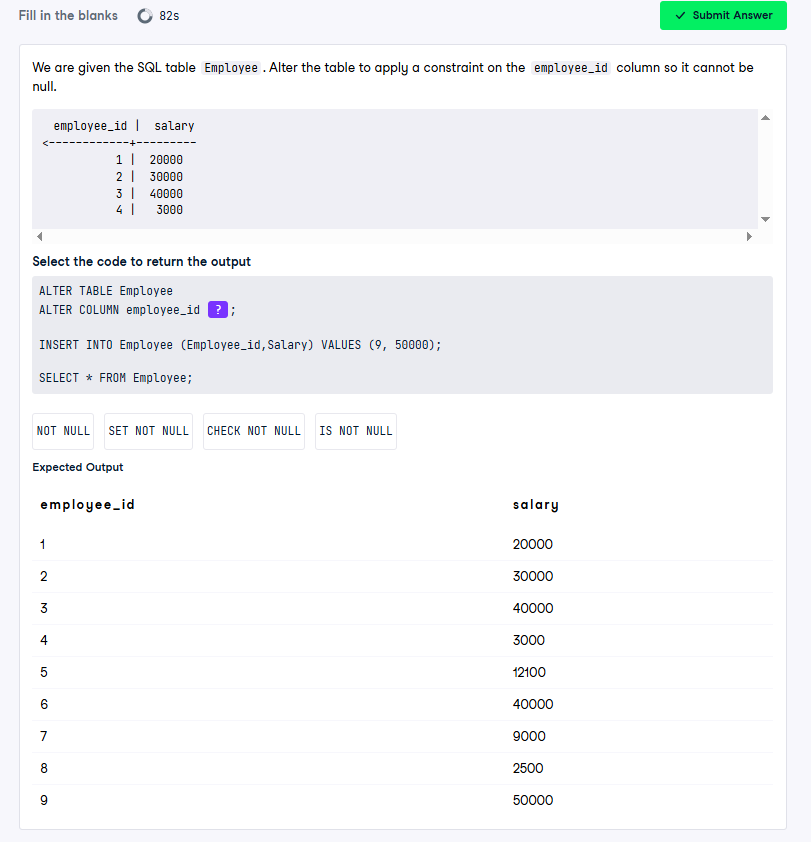 Fill in the blanks 82s Submit Answer
We are given the SQL table Employee. Alter the table to apply a constraint on the employee_id column so it cannot be
null.
employee_id | salary
<------------+---------
1 | 20000
2 | 30000
3 | 40000
4 | 3000
Select the code to return the output
ALTER TABLE Employee
ALTER COLUMN employee_id ? ;
INSERT INTO Employee (Employee_id,Salary) VALUES (9, 50000);
SELECT * FROM Employee;
NOT NULL SET NOT NULL CHECK NOT NULL IS NOT NULL
Expected Output
employee_id salary
1 20000
2 30000
3 40000
4 3000
5 12100
6 40000
7 9000
8 2500
9 50000